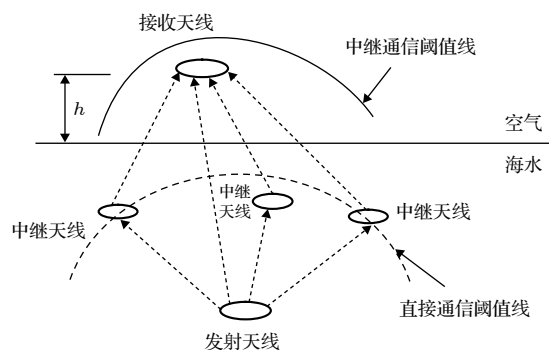 接收天线
中继通信阈值线
h
空气
海水
中继
天线
中继天线
中继天线
直接通信阈值线
发射天线